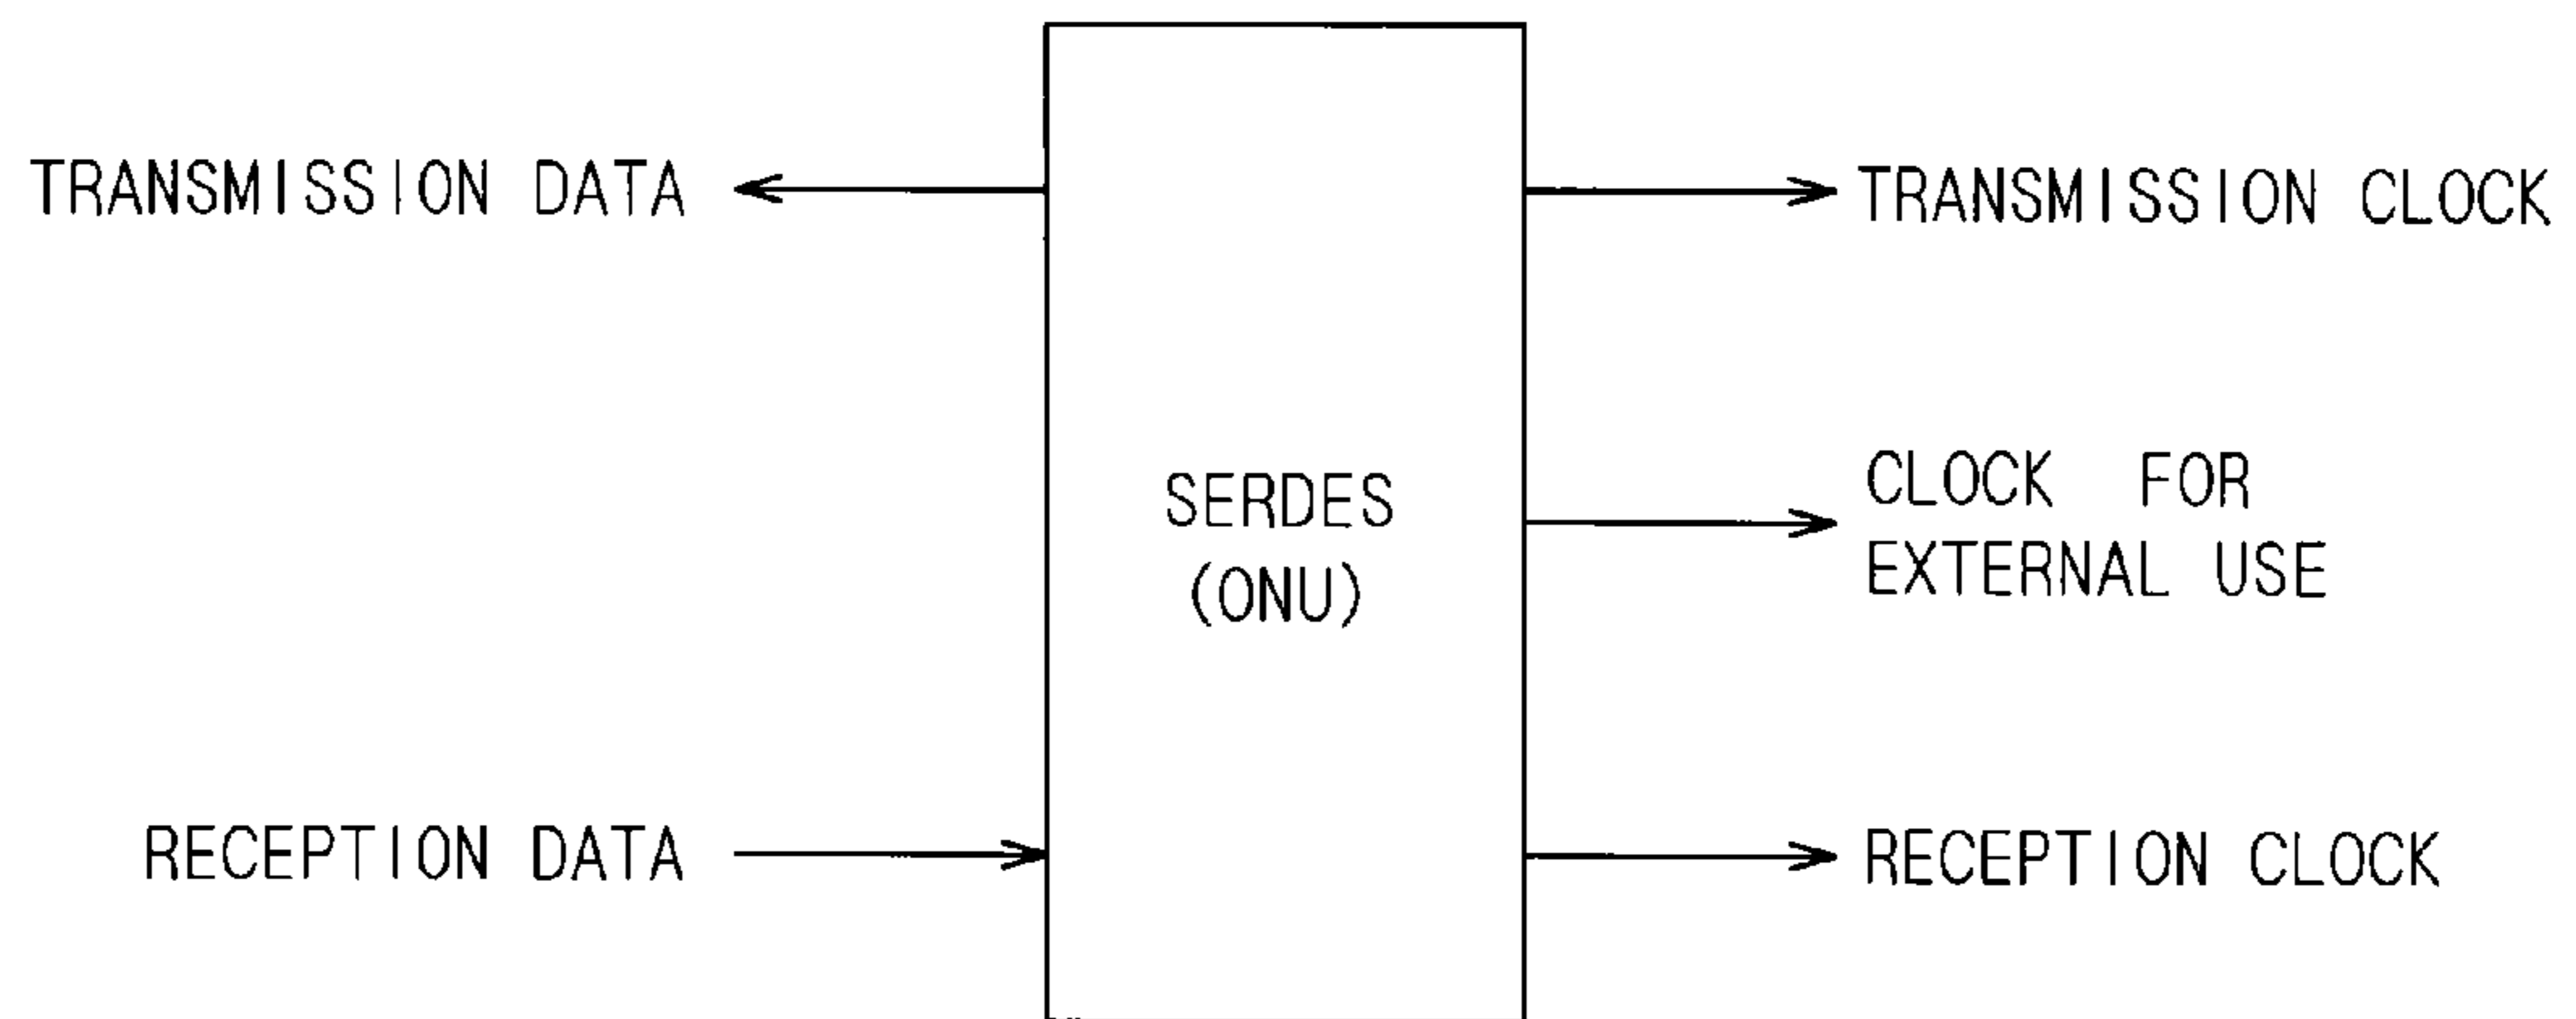 TRANSMISSION DATA
TRANSMISSION CLOCK
SERDES
(ONU)
CLOCK FOR
EXTERNAL USE
RECEPTION DATA
RECEPTION CLOCK